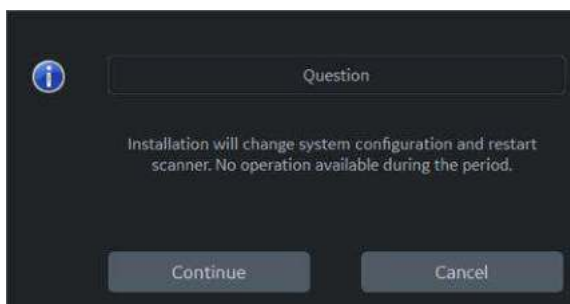 Question
Installation will change system configuration and restart
scanner. No operation available during the period.
Continue
Cancel